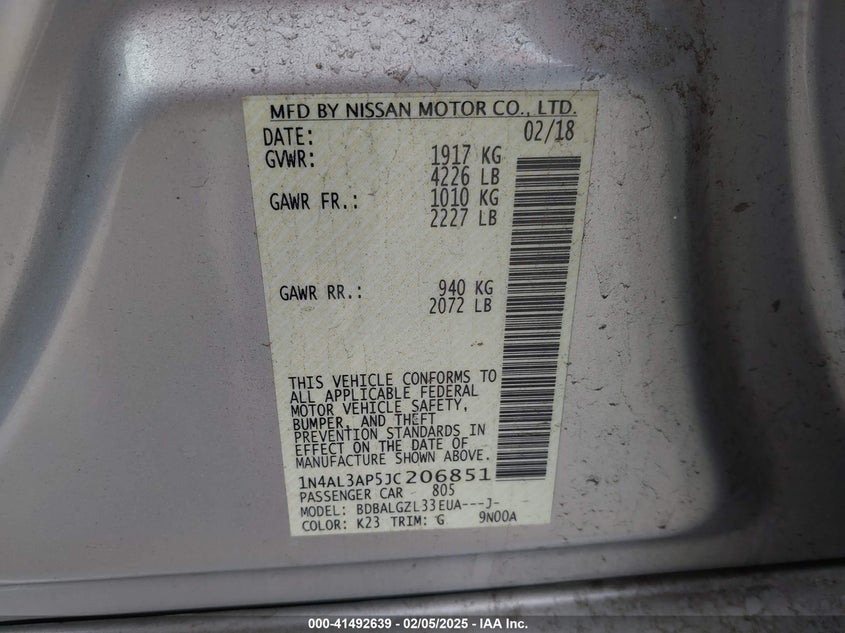 MFD BY NISSAN MOTOR CO., LTD.
DATE: 02/18
GVWR: 1917 KG
4226 LB
GAWR FR.: 1010 KG
2227 LB
GAWR RR.: 940 KG
2072 LB
THIS VEHICLE CONFORMS TO
ALL APPLICABLE FEDERAL
MOTOR VEHICLE SAFETY,
BUMPER, AND THEFT
PREVENTION STANDARDS IN
EFFECT ON THE DATE OF
MANUFACTURE SHOWN ABOVE.
1N4AL3AP5JC206851
PASSENGER CAR 805
MODEL: BDBALGZL33EUA---J-
COLOR: K23 TRIM: G 9N00A
000-41492639 - 02/05/2025 - IAA Inc.